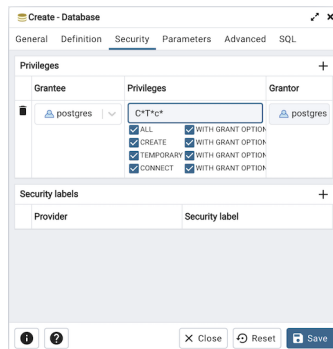 Create - Database
General Definition Security Parameters Advanced SQL
Privileges
Grantee Privileges Grantor
postgres C*T*c* postgres
ALL WITH GRANT OPTION
CREATE WITH GRANT OPTION
TEMPORARY WITH GRANT OPTION
CONNECT WITH GRANT OPTION
Security labels
Provider Security label
Close Reset Save